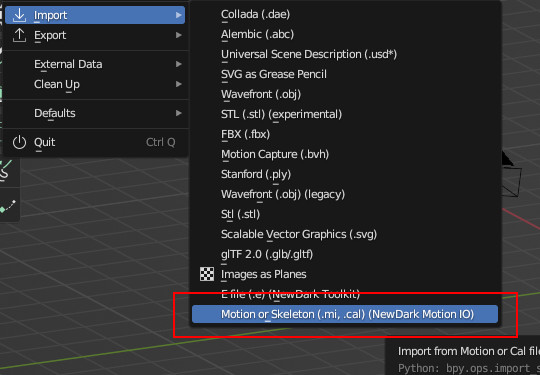 Import
Export
External Data
Clean Up
Defaults
Quit Ctrl Q
Collada (.dae)
Alembic (.abc)
Universal Scene Description (.usd*)
SVG as Grease Pencil
Wavefront (.obj)
STL (.stl) (experimental)
FBX (.fbx)
Motion Capture (.bvh)
Stanford (.ply)
Wavefront (.obj) (legacy)
Stl (.stl)
Scalable Vector Graphics (.svg)
glTF 2.0 (.glb/.gltf)
Images as Planes
E file (.e) (NewDark Toolkit)
Motion or Skeleton (.mi, .cal) (NewDark Motion IO)
Import from Motion or Cal file
Python: bpy.ops.import_s